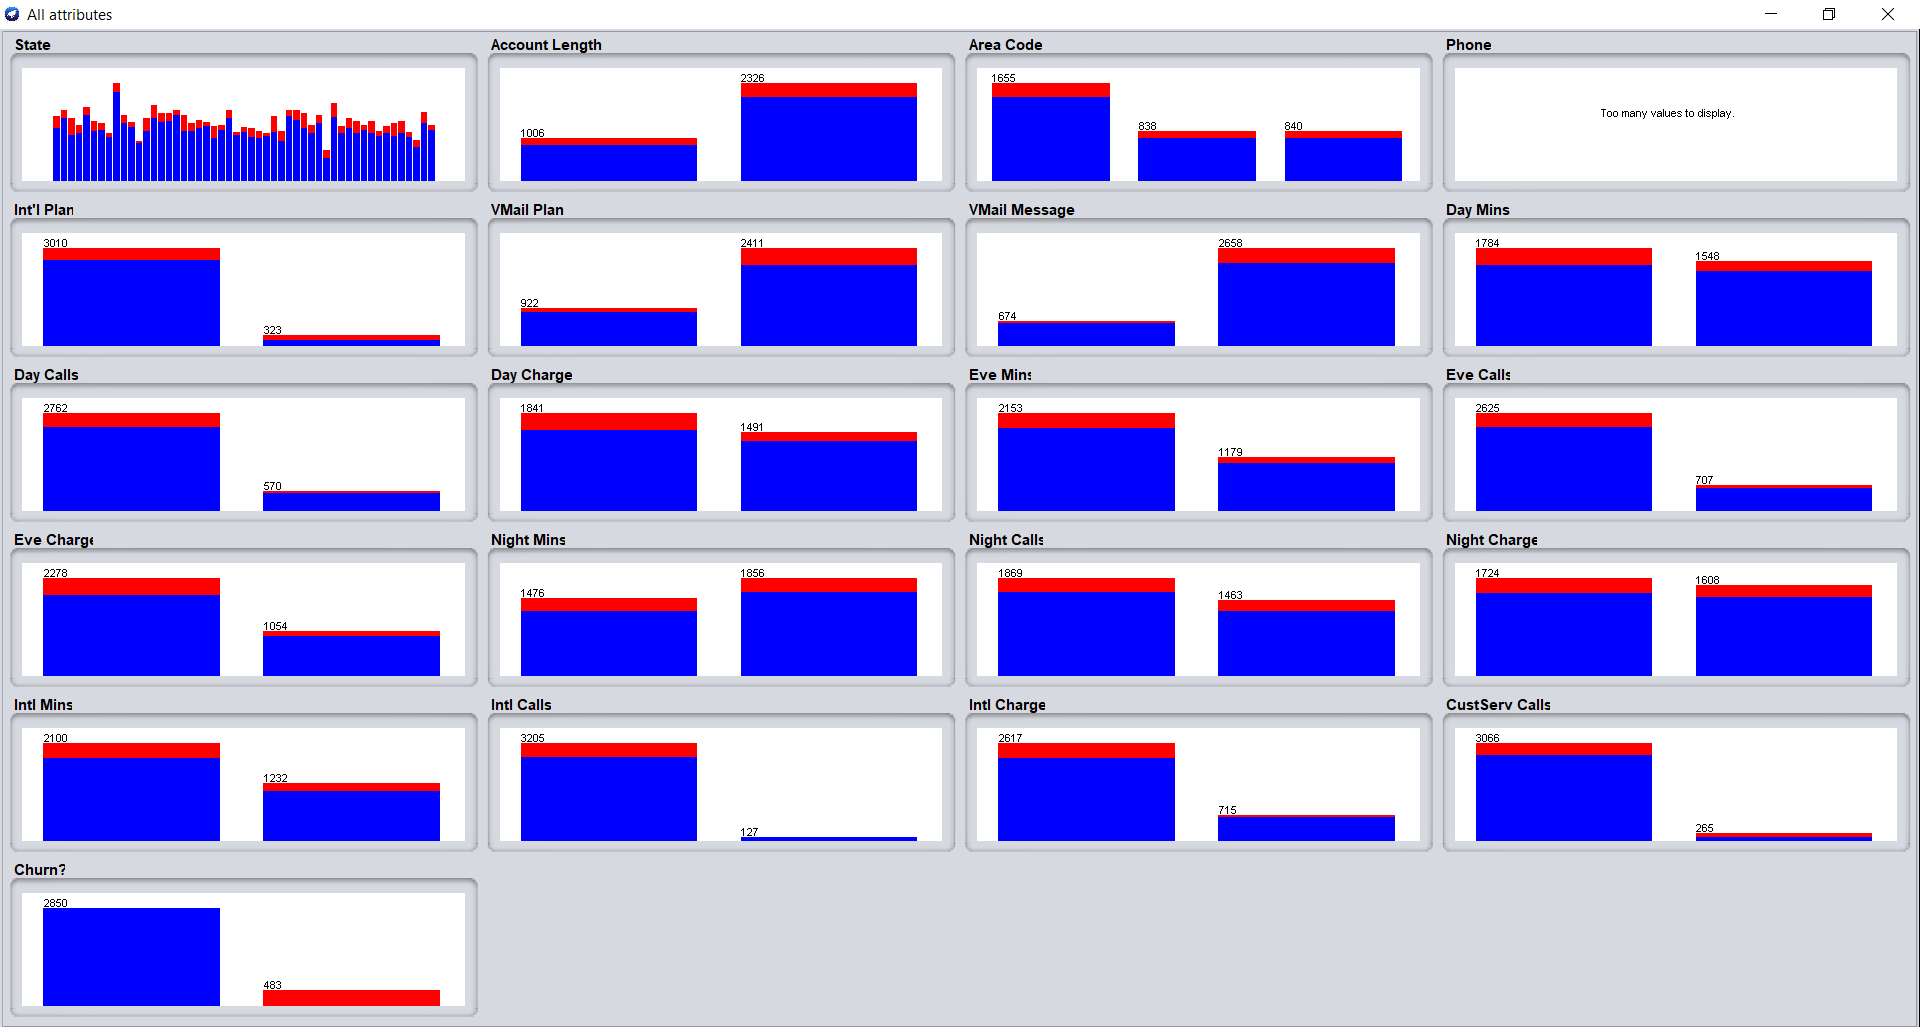 All attributes
State
Account Length
Area Code
Phone
1006
2326
1655
838
840
Too many values to display.
Int'l Plan
VMail Plan
VMail Message
Day Mins
3010
323
922
2411
674
2658
1784
1548
Day Calls
Day Charge
Eve Mins
Eve Calls
2762
570
1841
1491
2153
1179
2625
707
Eve Charge
Night Mins
Night Calls
Night Charge
2278
1054
1476
1856
1869
1463
1724
1608
Intl Mins
Intl Calls
Intl Charge
CustServ Calls
2100
1232
3205
127
2617
715
3066
265
Churn?
2850
483